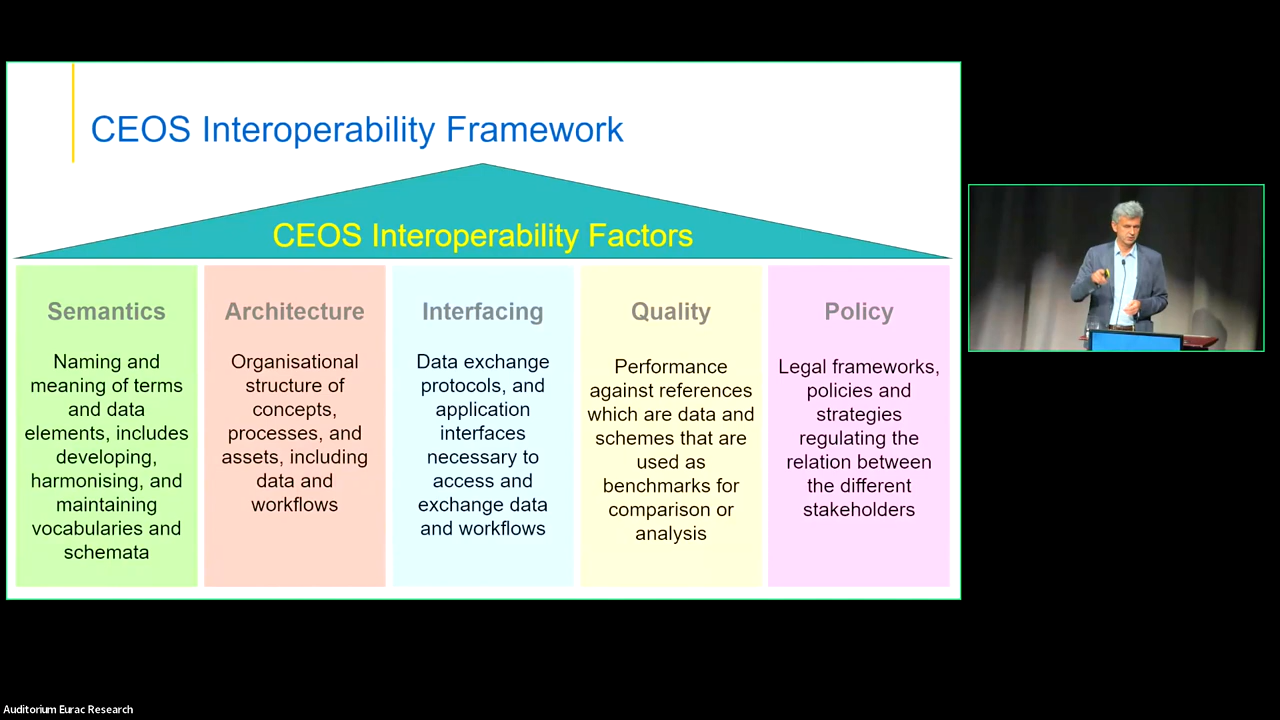 CEOS Interoperability Framework
CEOS Interoperability Factors
Semantics
Naming and
meaning of terms
and data
elements, includes
developing,
harmonising, and
maintaining
vocabularies and
schemata
Architecture
Organisational
structure of
concepts,
processes, and
assets, including
data and
workflows
Interfacing
Data exchange
protocols, and
application
interfaces
necessary to
access and
exchange data
and workflows
Quality
Performance
against references
which are data and
schemes that are
used as
benchmarks for
comparison or
analysis
Policy
Legal frameworks,
policies and
strategies
regulating the
relation between
the different
stakeholders
Auditorium Eurac Research